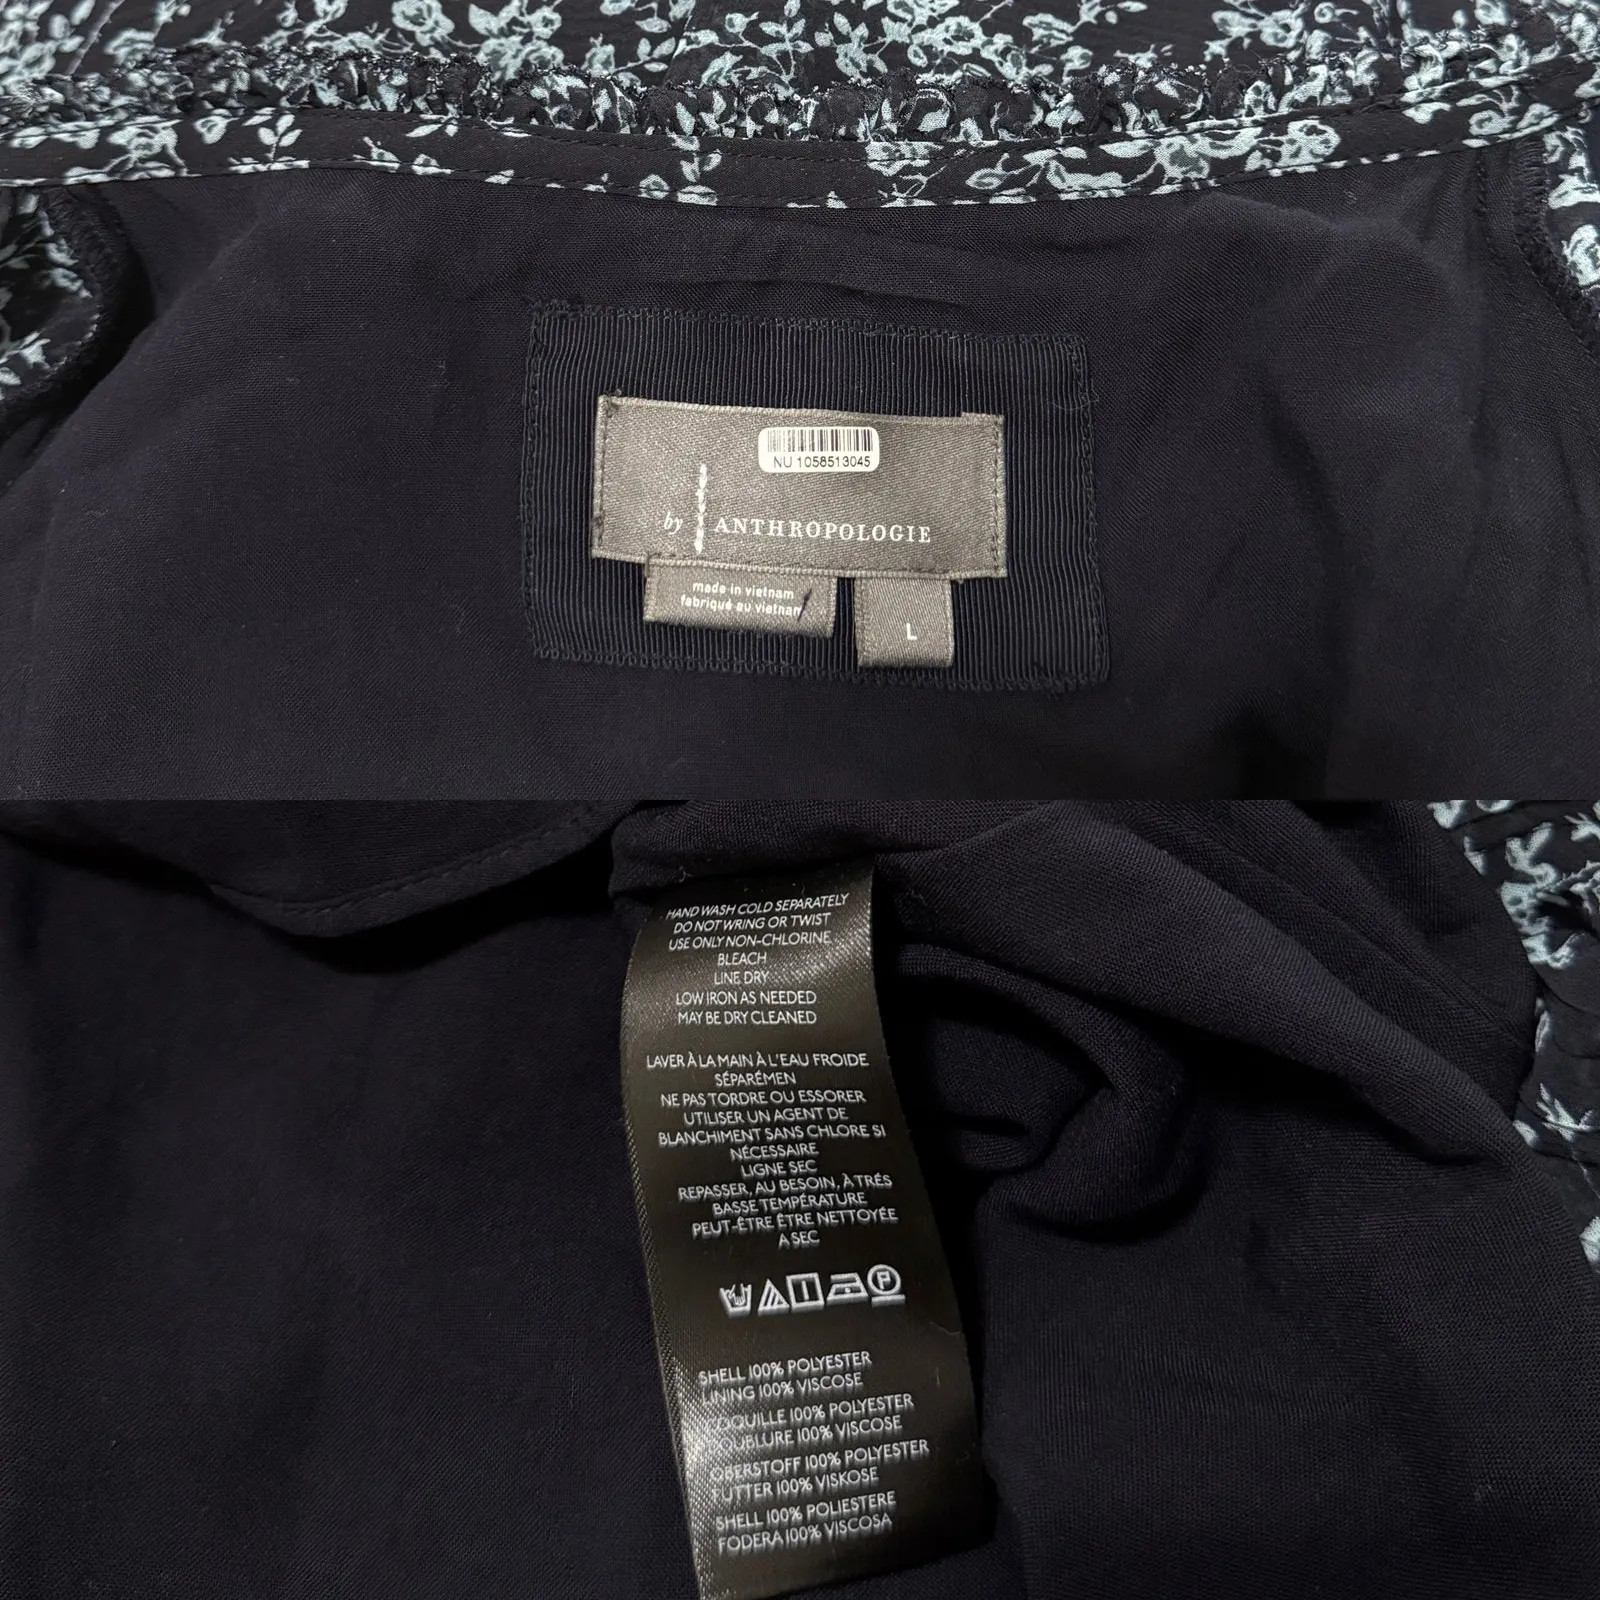 NU 1058513045
by ANTHROPOLOGIE
made in vietnam
fabriqué au vietnam
L
HAND WASH COLD SEPARATELY
DO NOT WRING OR TWIST
USE ONLY NON-CHLORINE
BLEACH
LINE DRY
LOW IRON AS NEEDED
MAY BE DRY CLEANED
LAVER À LA MAIN À L'EAU FROIDE
SÉPARÉMEN
NE PAS TORDRE OU ESSORER
UTILISER UN AGENT DE
BLANCHIMENT SANS CHLORE SI
NÉCESSAIRE
LIGNE SEC
REPASSER, AU BESOIN, À TRÉS
BASSE TEMPÉRATURE
PEUT-ÊTRE ÊTRE NETTOYÉE
A SEC
P
SHELL 100% POLYESTER
LINING 100% VISCOSE
COQUILLE 100% POLYESTER
DOUBLURE 100% VISCOSE
OBERSTOFF 100% POLYESTER
FUTTER 100% VISKOSE
SHELL 100% POLIESTERE
FODERA 100% VISCOSA